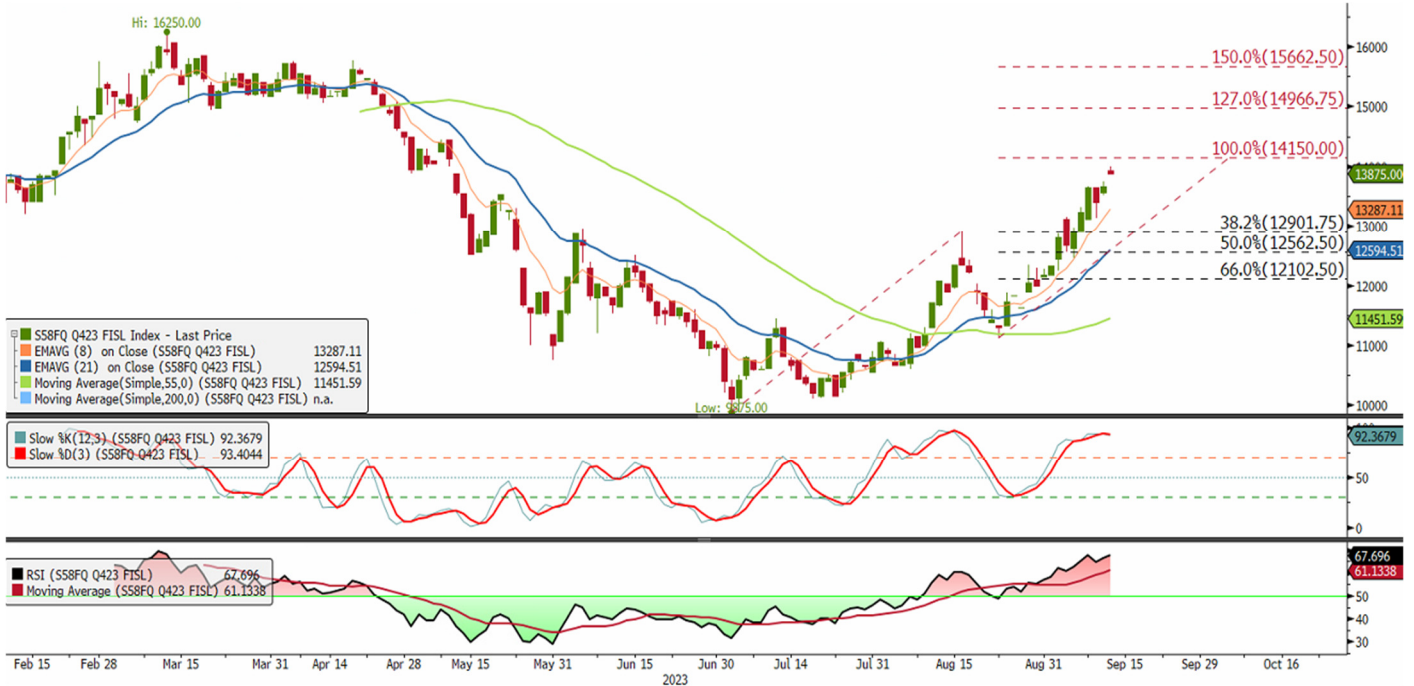 Hi: 16250.00
16000
150.0%(15662.50)
15000
127.0%(14966.75)
100.0%(14150.00)
13875.00
13287.11
13000
38.2%(12901.75)
50.0%(12562.50)
12594.51
66.0%(12102.50)
12000
11451.59
11000
10000
Low: 9875.00
S58FQ Q423 FISL Index - Last Price
EMAVG (8) on Close (S58FQ Q423 FISL) 13287.11
EMAVG (21) on Close (S58FQ Q423 FISL) 12594.51
Moving Average(Simple,55,0) (S58FQ Q423 FISL) 11451.59
Moving Average(Simple,200,0) (S58FQ Q423 FISL) n.a.
Slow %K(12,3) (S58FQ Q423 FISL) 92.3679
Slow %D(3) (S58FQ Q423 FISL) 93.4044
92.3679
50
0
RSI (S58FQ Q423 FISL) 67.696
Moving Average (S58FQ Q423 FISL) 61.1338
67.696
61.1338
50
40
30
Feb 15 Feb 28 Mar 15 Mar 31 Apr 14 Apr 28 May 15 May 31 Jun 15 Jun 30 Jul 14 Jul 31 Aug 15 Aug 31 Sep 15 Sep 29 Oct 16
2023